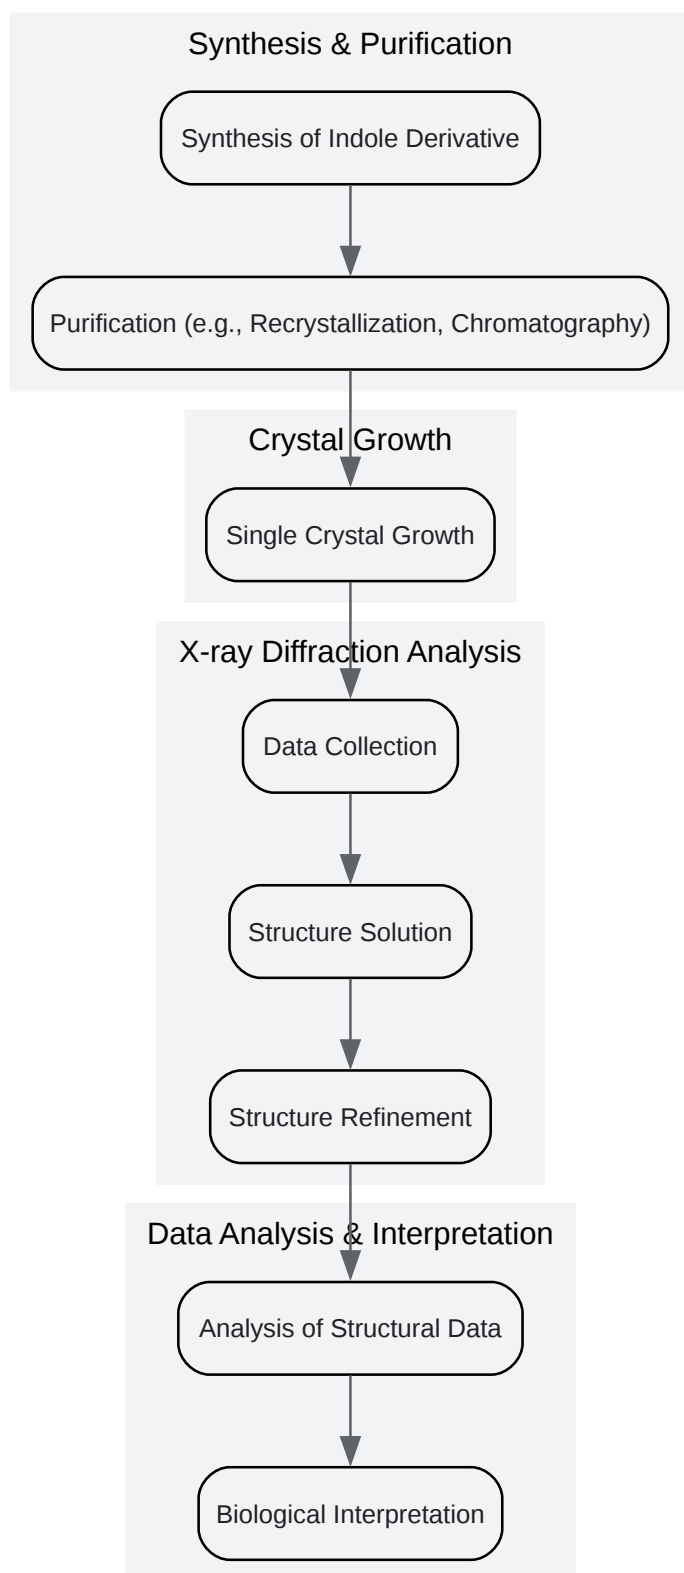 Synthesis & Purification
Synthesis of Indole Derivative
Purification (e.g., Recrystallization, Chromatography)
Crystal Growth
Single Crystal Growth
X-ray Diffraction Analysis
Data Collection
Structure Solution
Structure Refinement
Data Analysis & Interpretation
Analysis of Structural Data
Biological Interpretation